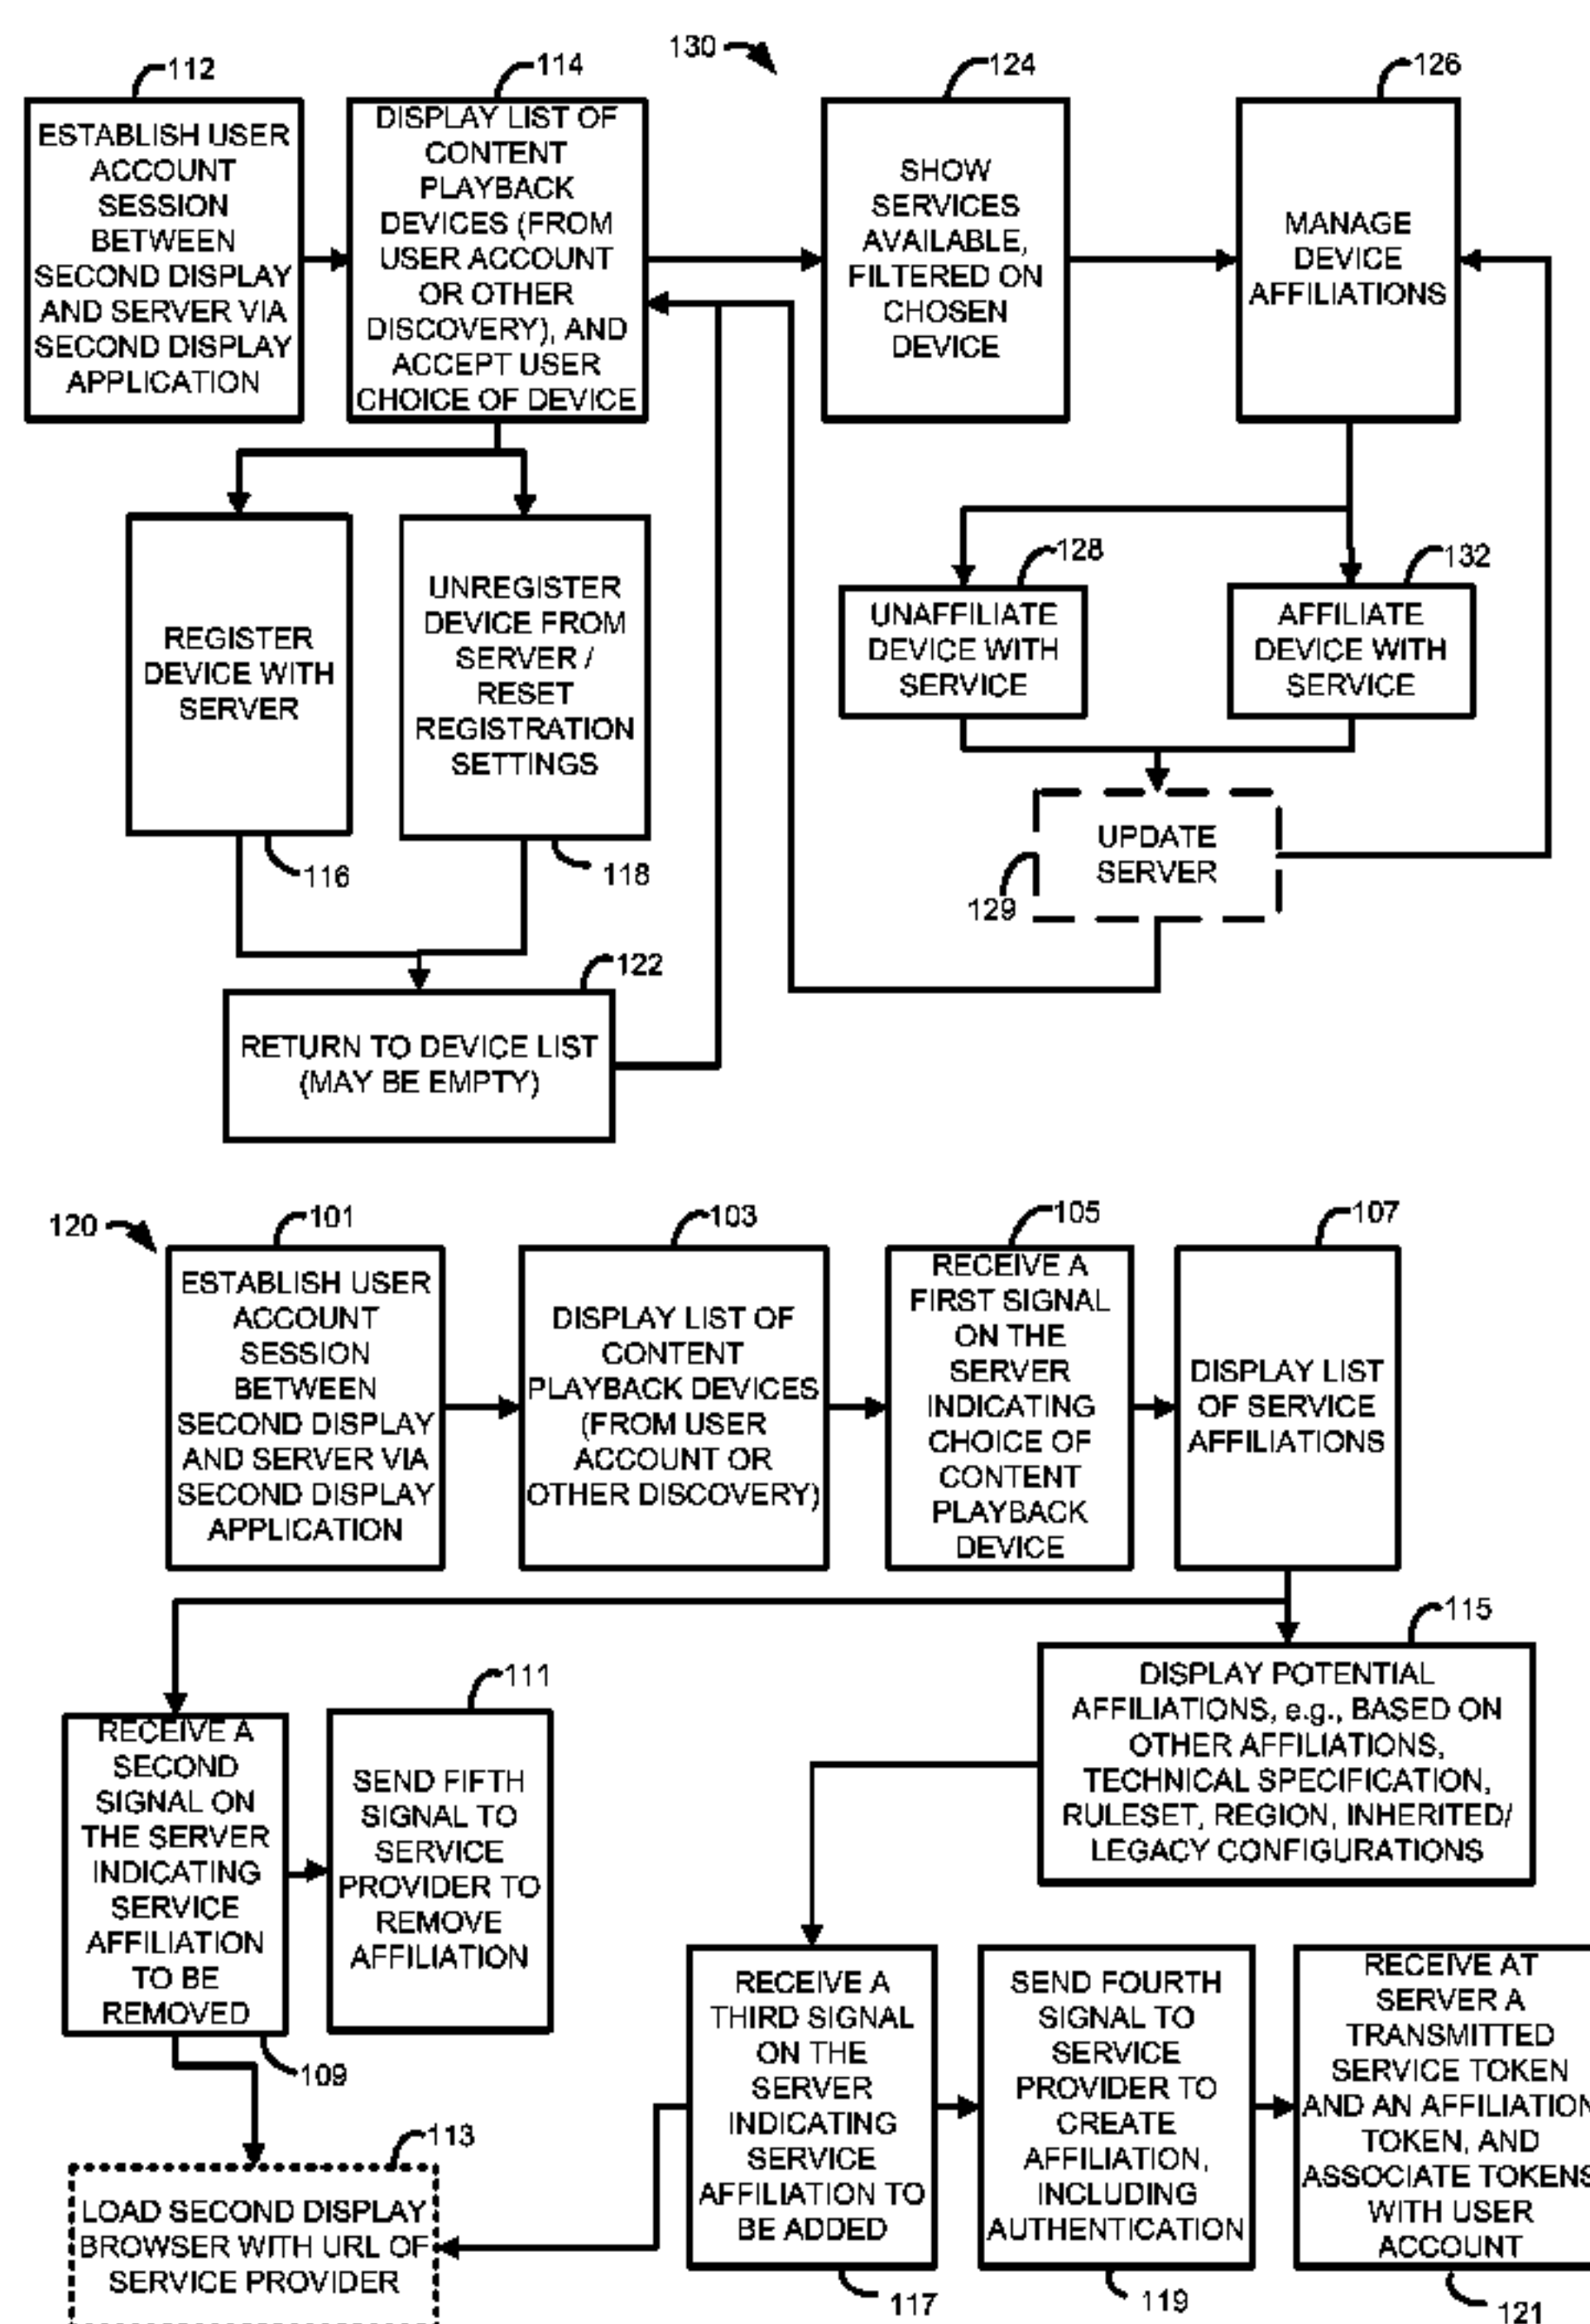 130
112
ESTABLISH USER
ACCOUNT
SESSION
BETWEEN
SECOND DISPLAY
AND SERVER VIA
SECOND DISPLAY
APPLICATION
114
DISPLAY LIST OF
CONTENT
PLAYBACK
DEVICES (FROM
USER ACCOUNT
OR OTHER
DISCOVERY), AND
ACCEPT USER
CHOICE OF DEVICE
124
SHOW
SERVICES
AVAILABLE,
FILTERED ON
CHOSEN
DEVICE
126
MANAGE
DEVICE
AFFILIATIONS
REGISTER
DEVICE WITH
SERVER
116
UNREGISTER
DEVICE FROM
SERVER /
RESET
REGISTRATION
SETTINGS
118
128
UNAFFILIATE
DEVICE WITH
SERVICE
132
AFFILIATE
DEVICE WITH
SERVICE
UPDATE
SERVER
129
122
RETURN TO DEVICE LIST
(MAY BE EMPTY)
120
101
ESTABLISH USER
ACCOUNT
SESSION
BETWEEN
SECOND DISPLAY
AND SERVER VIA
SECOND DISPLAY
APPLICATION
103
DISPLAY LIST OF
CONTENT
PLAYBACK DEVICES
(FROM USER
ACCOUNT OR
OTHER DISCOVERY)
105
RECEIVE A
FIRST SIGNAL
ON THE
SERVER
INDICATING
CHOICE OF
CONTENT
PLAYBACK
DEVICE
107
DISPLAY LIST
OF SERVICE
AFFILIATIONS
115
DISPLAY POTENTIAL
AFFILIATIONS, e.g., BASED ON
OTHER AFFILIATIONS,
TECHNICAL SPECIFICATION,
RULESET, REGION, INHERITED/
LEGACY CONFIGURATIONS
RECEIVE A
SECOND
SIGNAL ON
THE SERVER
INDICATING
SERVICE
AFFILIATION
TO BE
REMOVED
109
111
SEND FIFTH
SIGNAL TO
SERVICE
PROVIDER TO
REMOVE
AFFILIATION
113
LOAD SECOND DISPLAY
BROWSER WITH URL OF
SERVICE PROVIDER
RECEIVE A
THIRD SIGNAL
ON THE
SERVER
INDICATING
SERVICE
AFFILIATION TO
BE ADDED
117
SEND FOURTH
SIGNAL TO
SERVICE
PROVIDER TO
CREATE
AFFILIATION,
INCLUDING
AUTHENTICATION
119
RECEIVE AT
SERVER A
TRANSMITTED
SERVICE TOKEN
AND AN AFFILIATION
TOKEN, AND
ASSOCIATE TOKENS
WITH USER
ACCOUNT
121